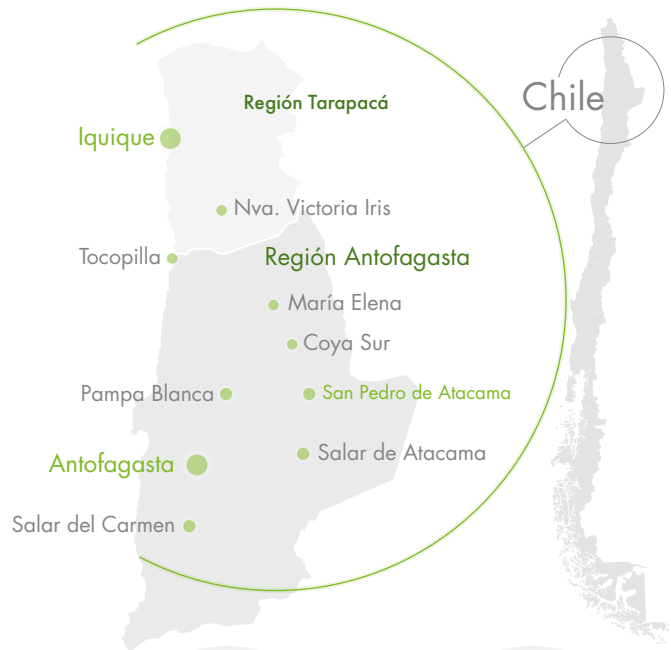 Región Tarapacá
Chile
Iquique
Nva. Victoria Iris
Tocopilla
Región Antofagasta
María Elena
Coya Sur
Pampa Blanca
San Pedro de Atacama
Salar de Atacama
Antofagasta
Salar del Carmen